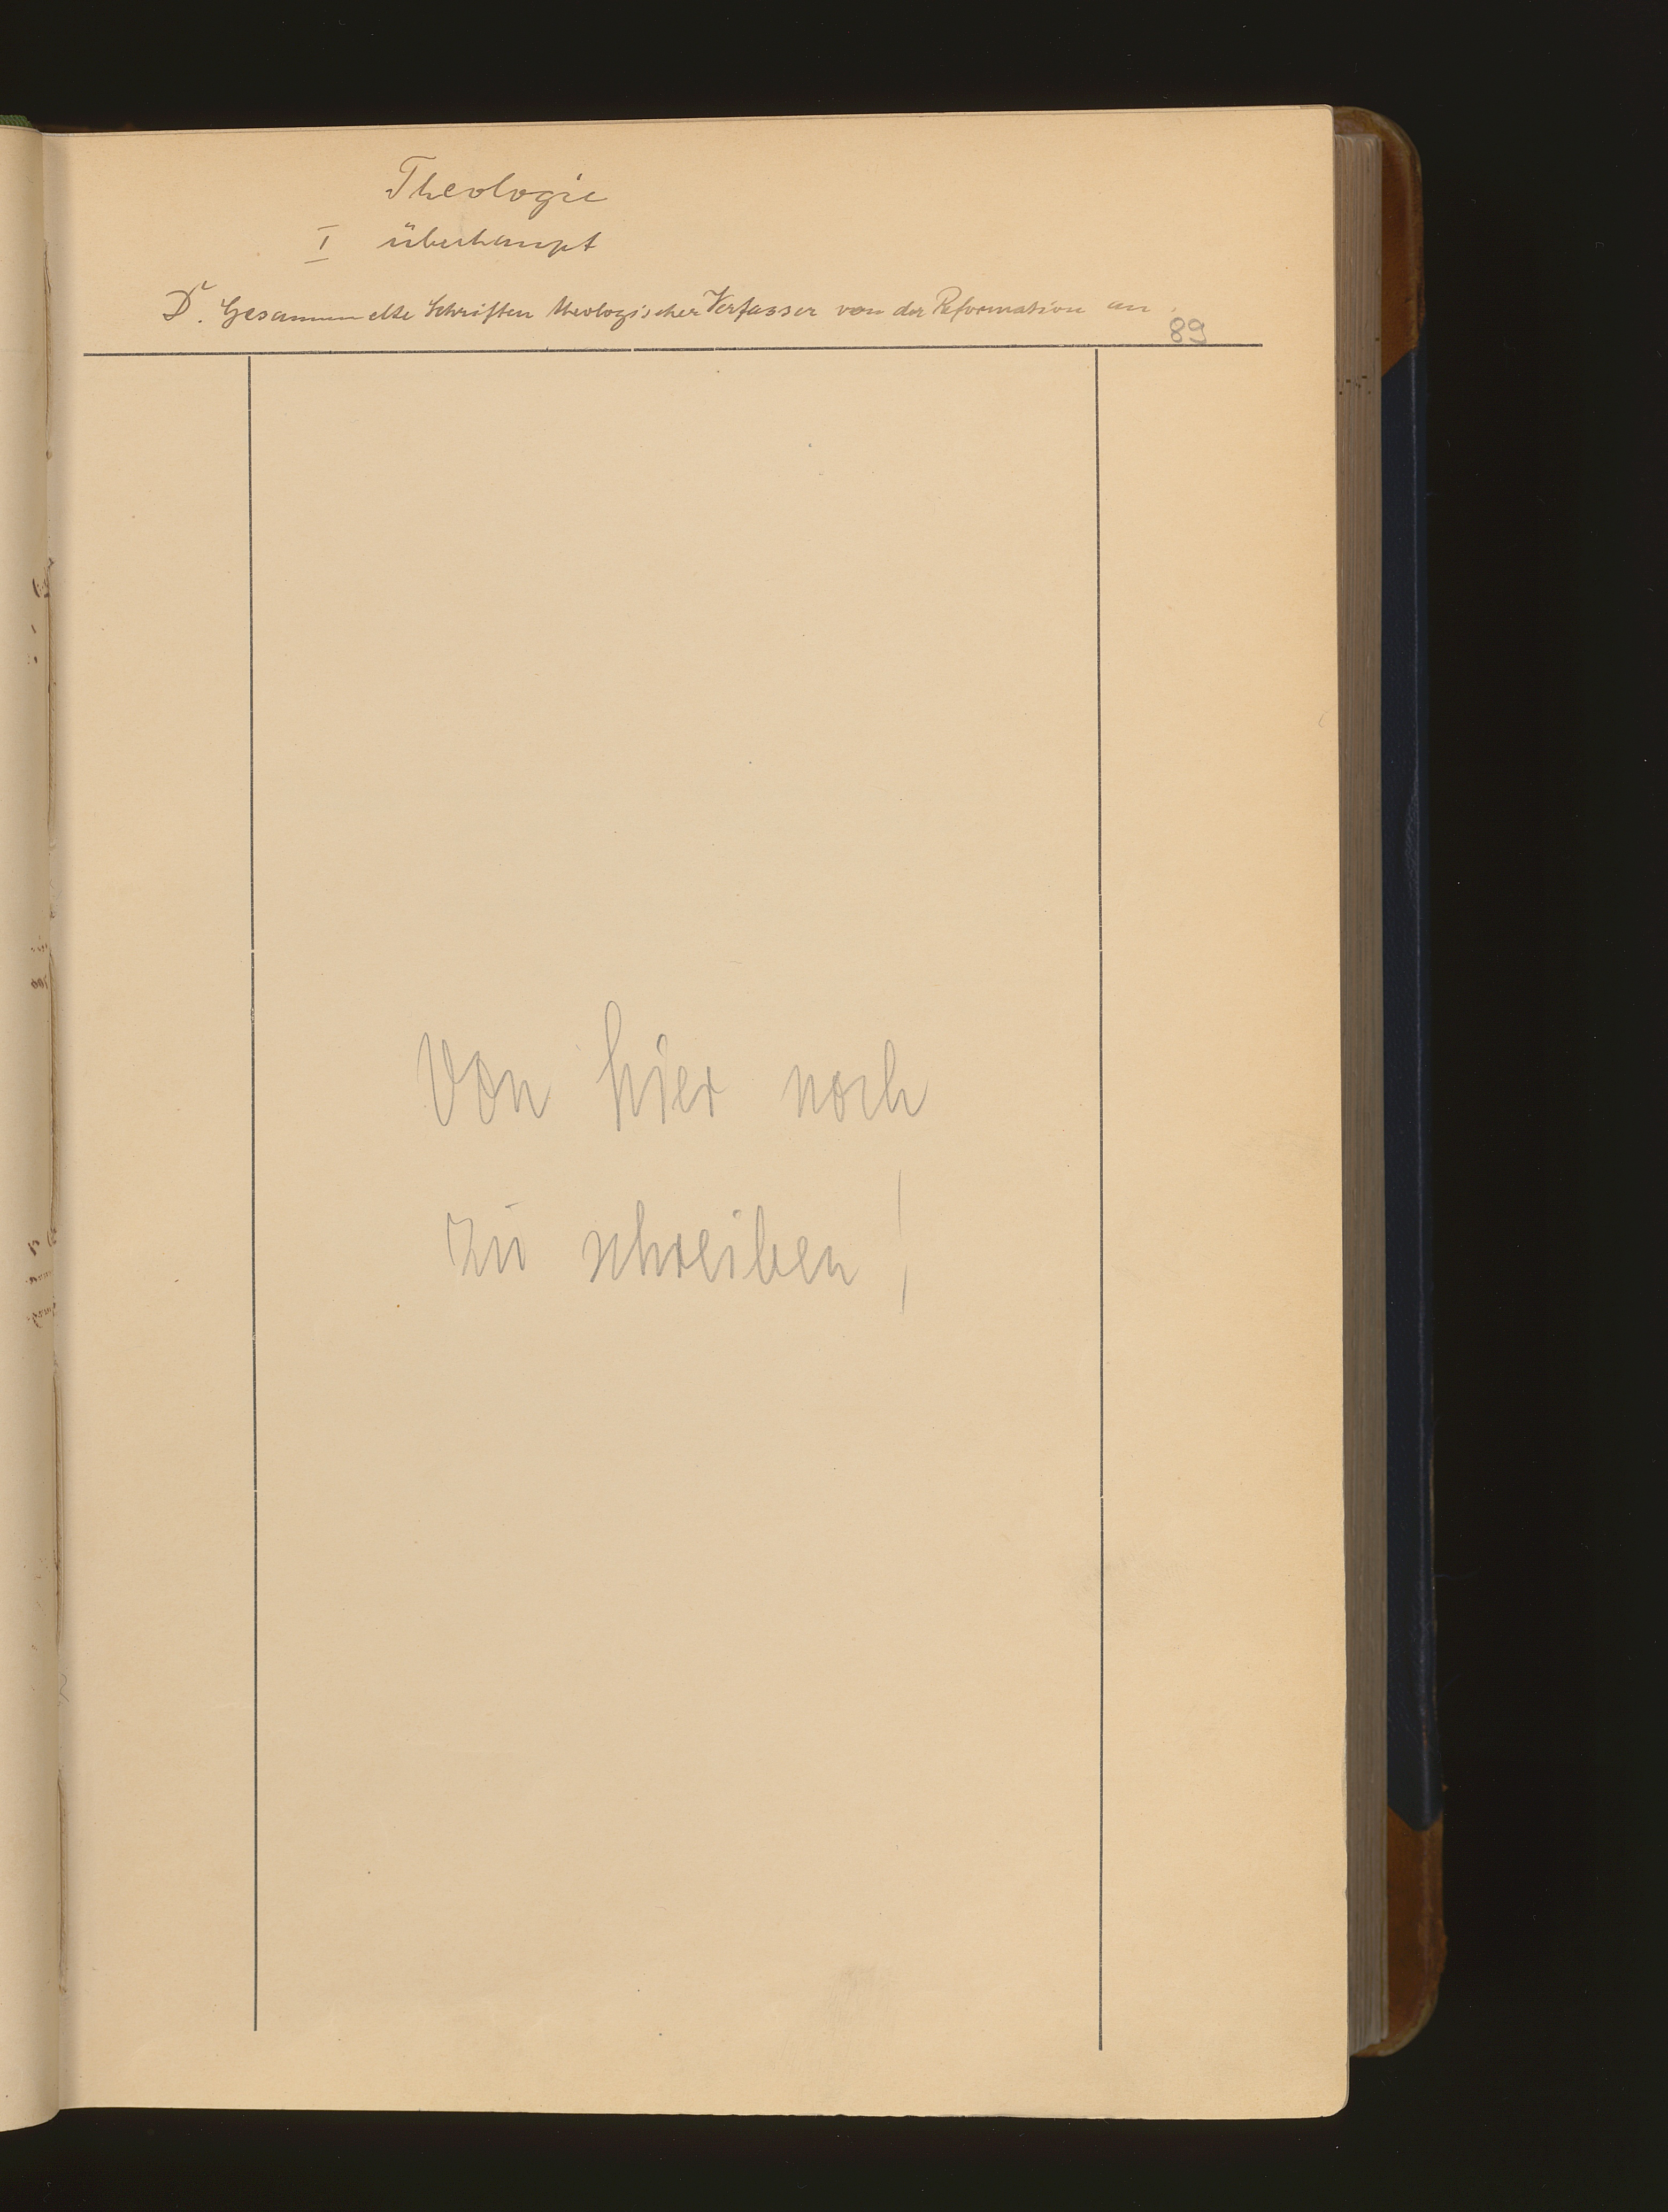 Theologie
I überhaupt
D. Gesammelte Schriften theologischer Verfasser von der Reformation an.
89
Von hier noch
zu schreiben!